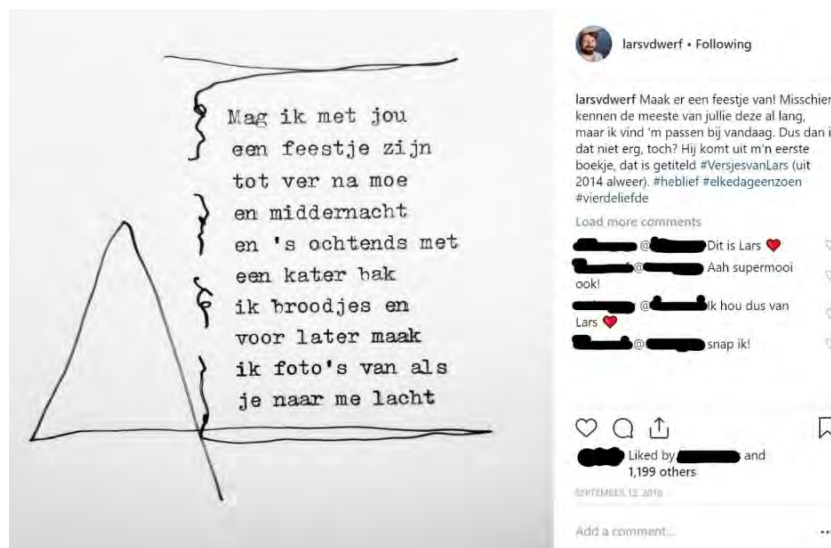 Mag ik met jou
een feestje zijn
tot ver na moe
en middernacht
en 's ochtends met
een kater bak
ik broodjes en
voor later maak
ik foto's van als
je naar me lacht
larsvdwerf • Following
larsvdwerf Maak er een feestje van! Misschien
kennen de meeste van jullie deze al lang,
maar ik vind 'm passen bij vandaag. Dus dan i
dat niet erg, toch? Hij komt uit m'n eerste
boekje, dat is getiteld #VersjesvanLars (uit
2014 alweer). #heblief #elkedageenzoen
#vierdeliefde
Load more comments
@ Dit is Lars ❤
@ Aah supermooi
ook!
@ Ik hou dus van
Lars ❤
@ snap ik!
Liked by and
1,199 others
SEPTEMBER 12, 2018
Add a comment...